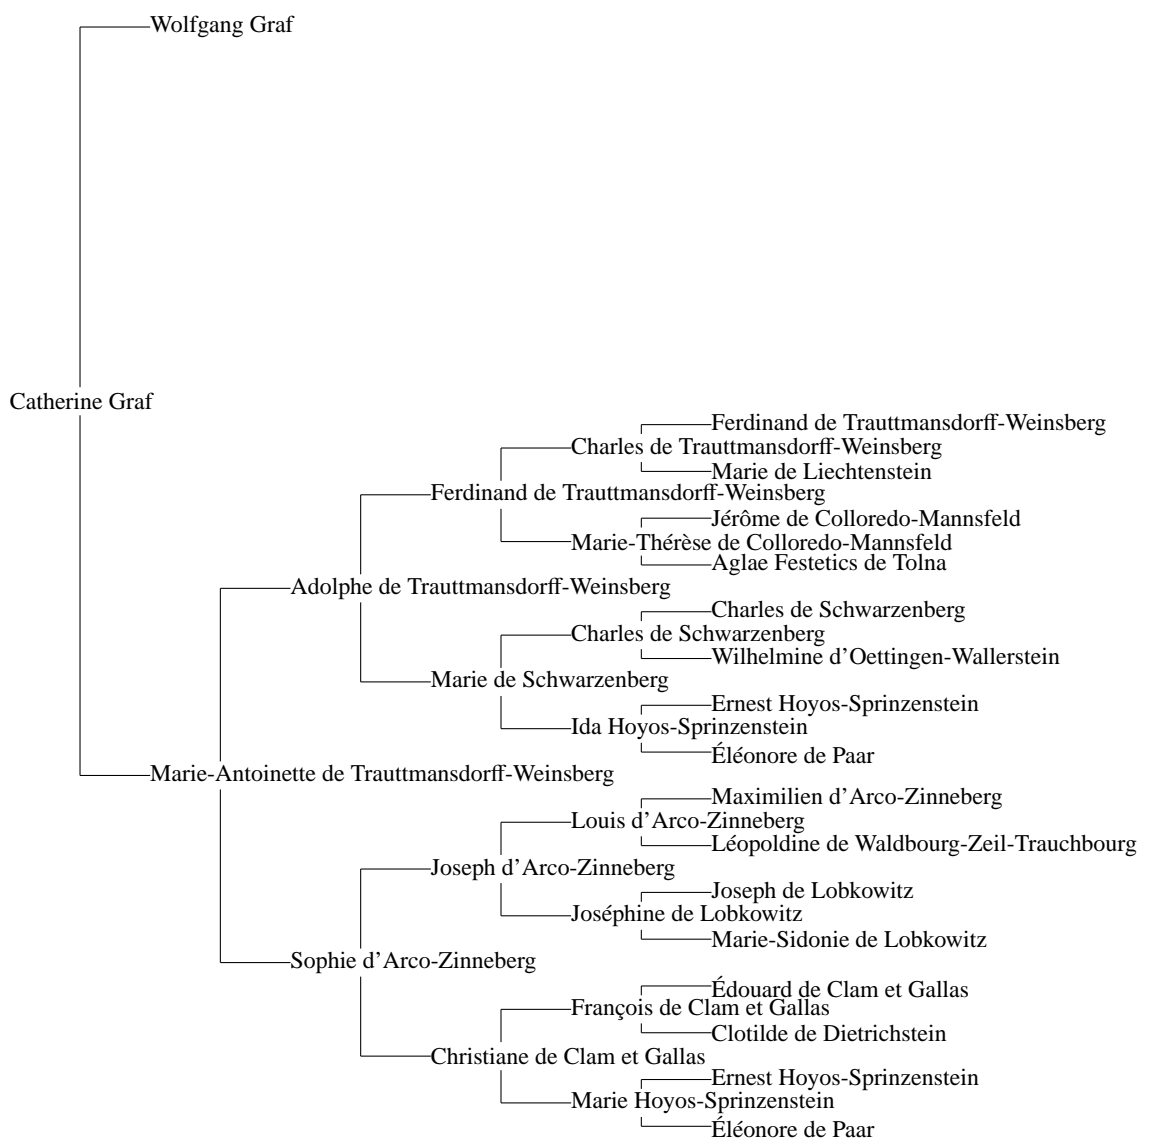 Wolfgang Graf
Catherine Graf
Ferdinand de Trauttmansdorff-Weinsberg
Charles de Trauttmansdorff-Weinsberg
Marie de Liechtenstein
Ferdinand de Trauttmansdorff-Weinsberg
Jérôme de Colloredo-Mannsfeld
Marie-Thérèse de Colloredo-Mannsfeld
Aglae Festetics de Tolna
Adolphe de Trauttmansdorff-Weinsberg
Charles de Schwarzenberg
Charles de Schwarzenberg
Wilhelmine d'Oettingen-Wallerstein
Marie de Schwarzenberg
Ernest Hoyos-Sprinzenstein
Ida Hoyos-Sprinzenstein
Éléonore de Paar
Marie-Antoinette de Trauttmansdorff-Weinsberg
Maximilien d'Arco-Zinneberg
Louis d'Arco-Zinneberg
Léopoldine de Waldbourg-Zeil-Trauchbourg
Joseph d'Arco-Zinneberg
Joseph de Lobkowitz
Joséphine de Lobkowitz
Marie-Sidonie de Lobkowitz
Sophie d'Arco-Zinneberg
Édouard de Clam et Gallas
François de Clam et Gallas
Clotilde de Dietrichstein
Christiane de Clam et Gallas
Ernest Hoyos-Sprinzenstein
Marie Hoyos-Sprinzenstein
Éléonore de Paar